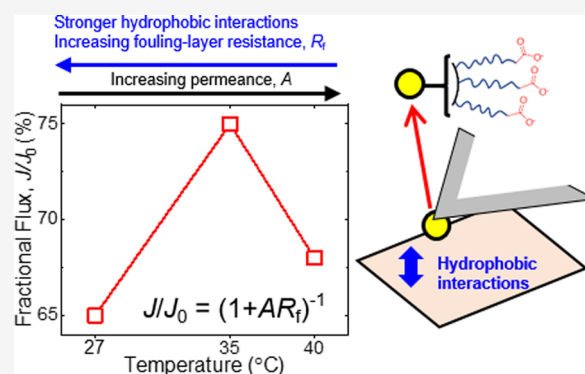 Stronger hydrophobic interactions
Increasing fouling-layer resistance, Rf
Increasing permeance, A
Fractional Flux, J/J0 (%)
75
70
65
J/J0 = (1+ARf)-1
27
35
40
Temperature (°C)
O
O-
O
O-
O
O-
Hydrophobic
interactions